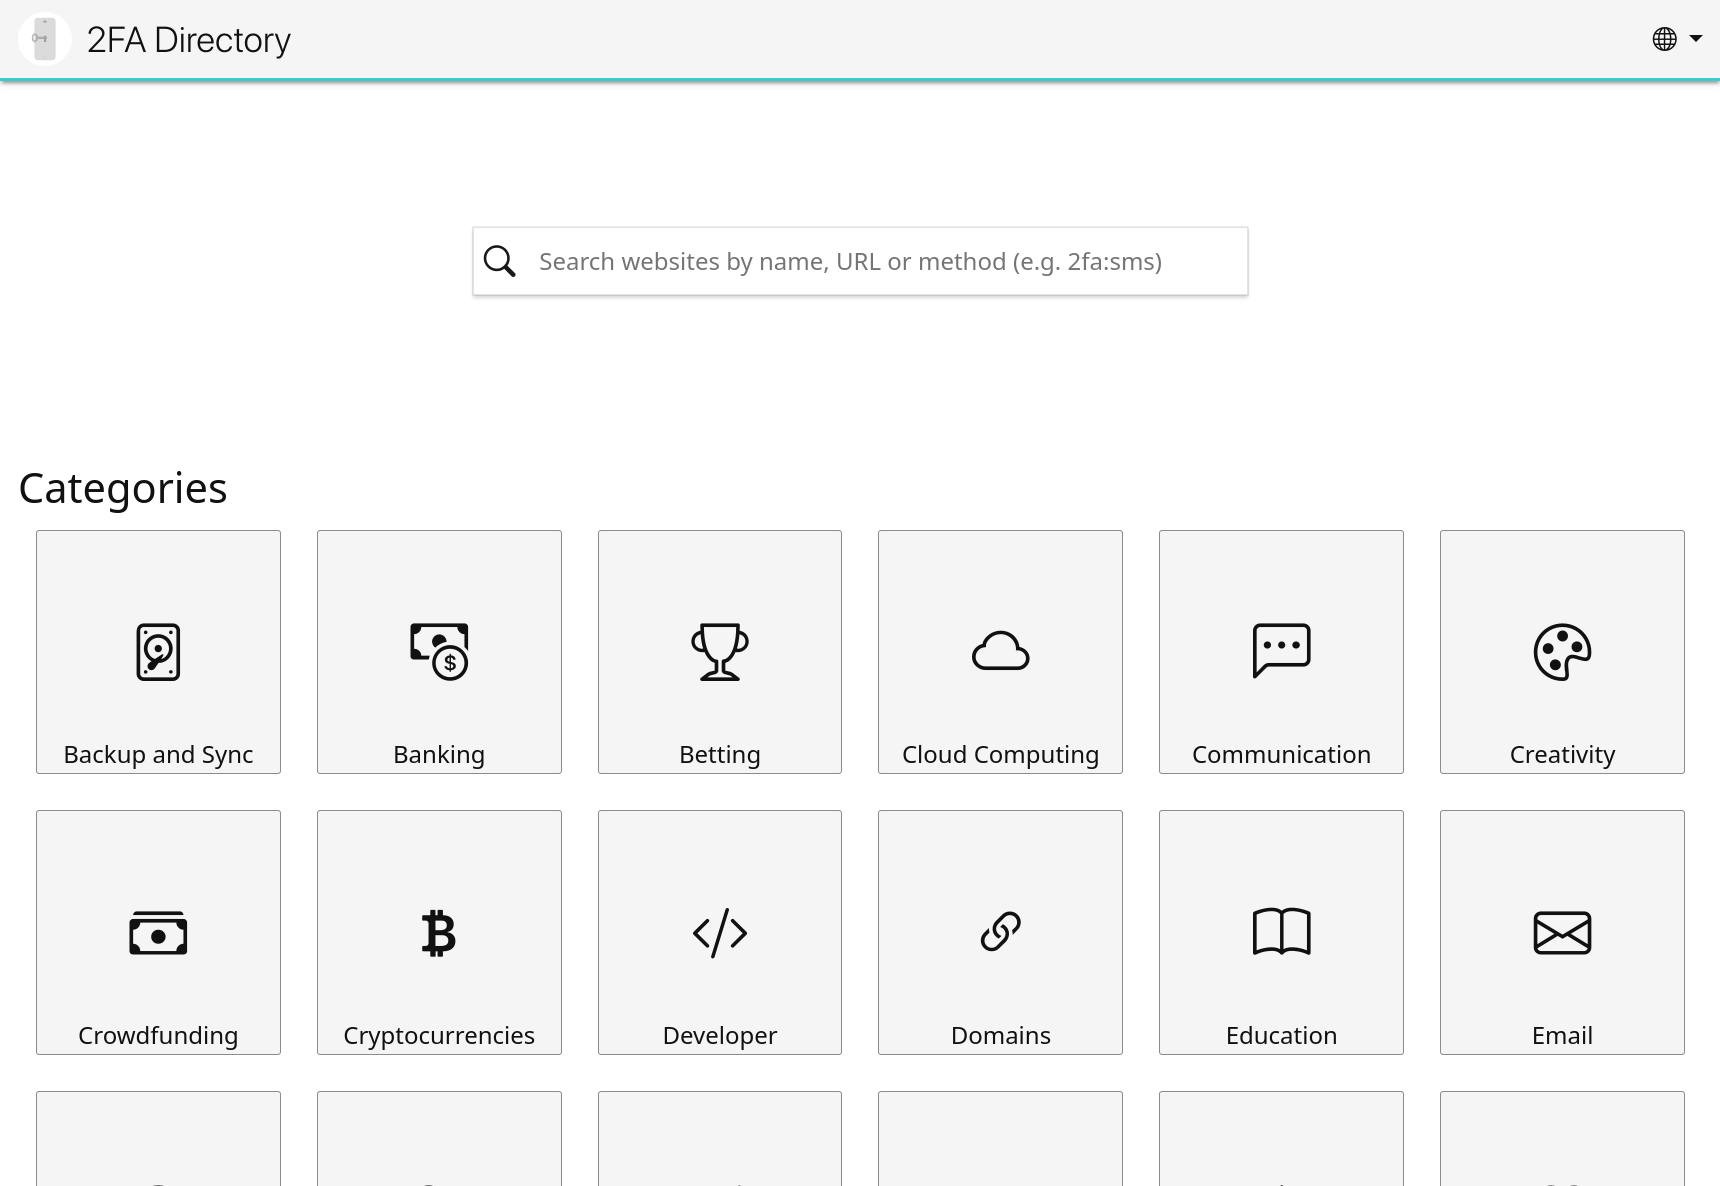 2FA Directory
Search websites by name, URL or method (e.g. 2fa:sms)
Categories
Backup and Sync
Banking
Betting
Cloud Computing
Communication
Creativity
Crowdfunding
Cryptocurrencies
Developer
Domains
Education
Email